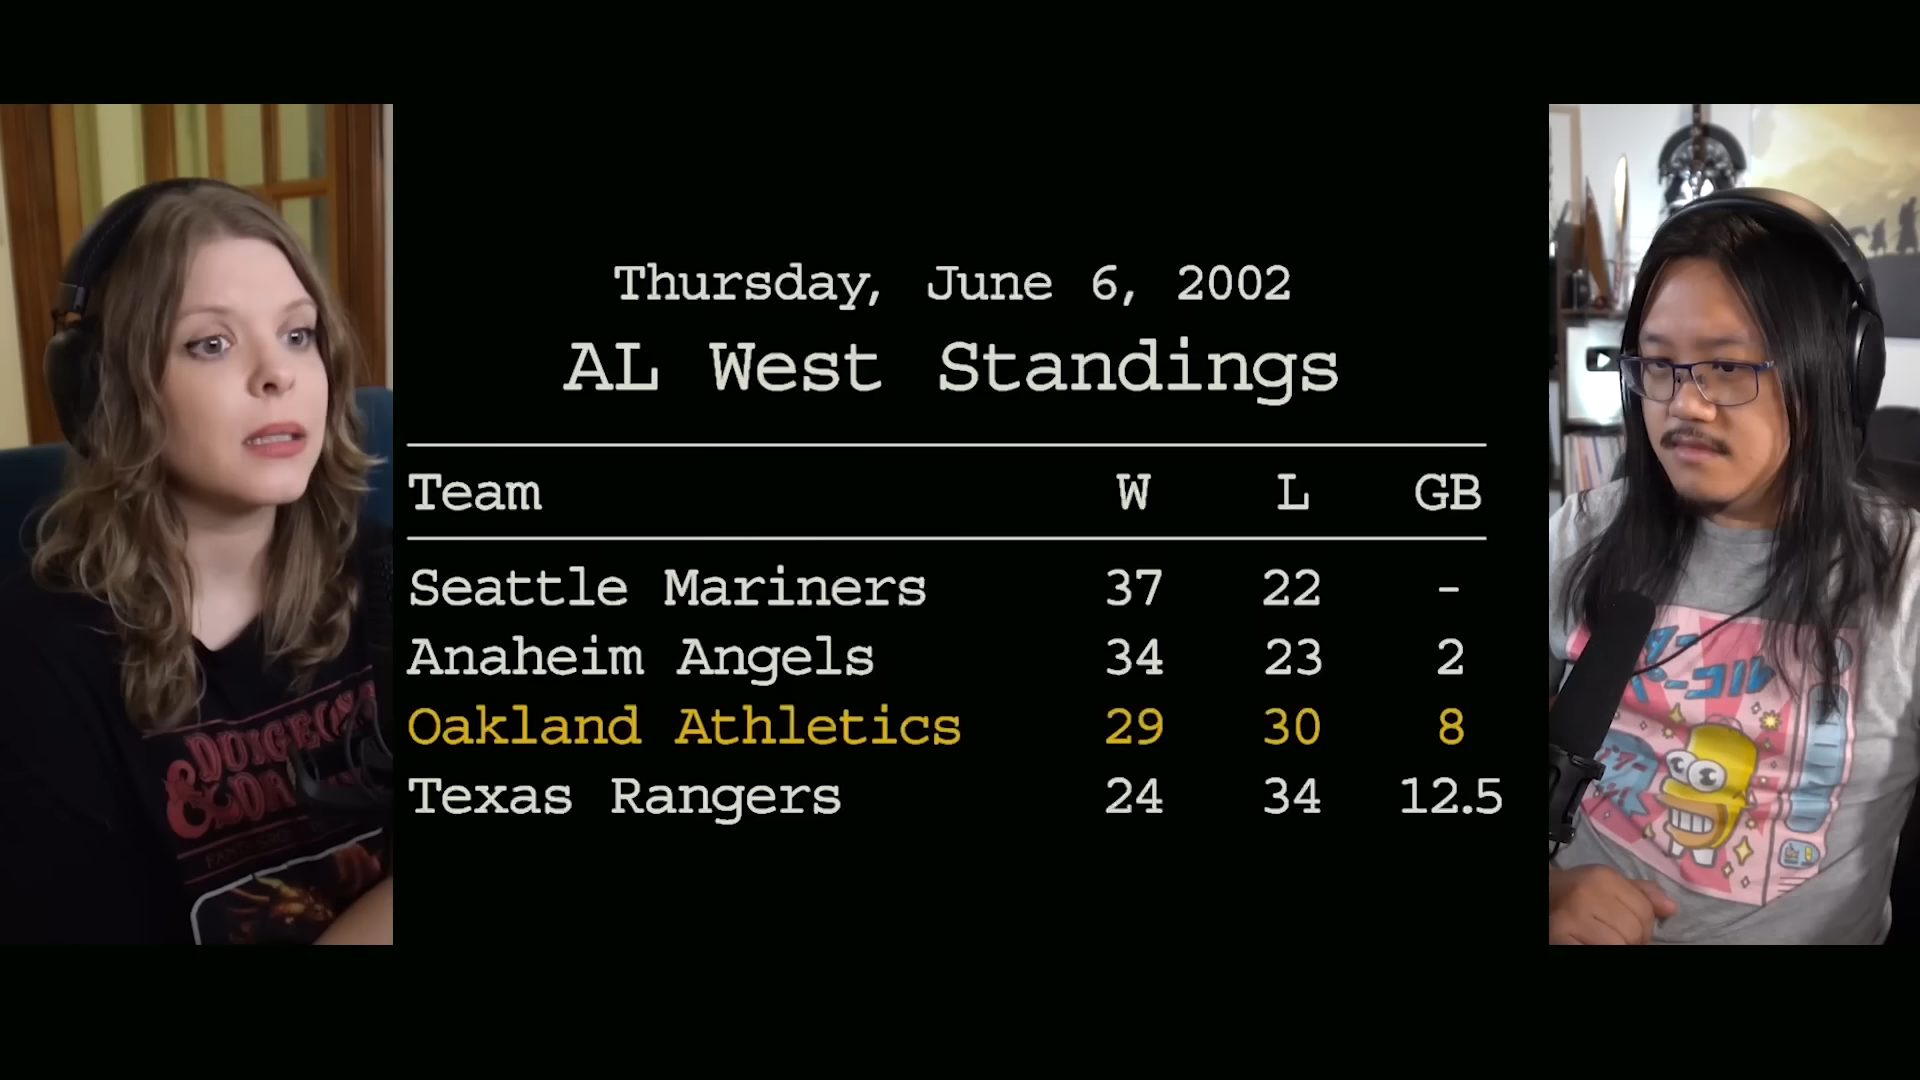 Thursday, June 6, 2002
AL West Standings
Team W L GB
Seattle Mariners 37 22 -
Anaheim Angels 34 23 2
Oakland Athletics 29 30 8
Texas Rangers 24 34 12.5